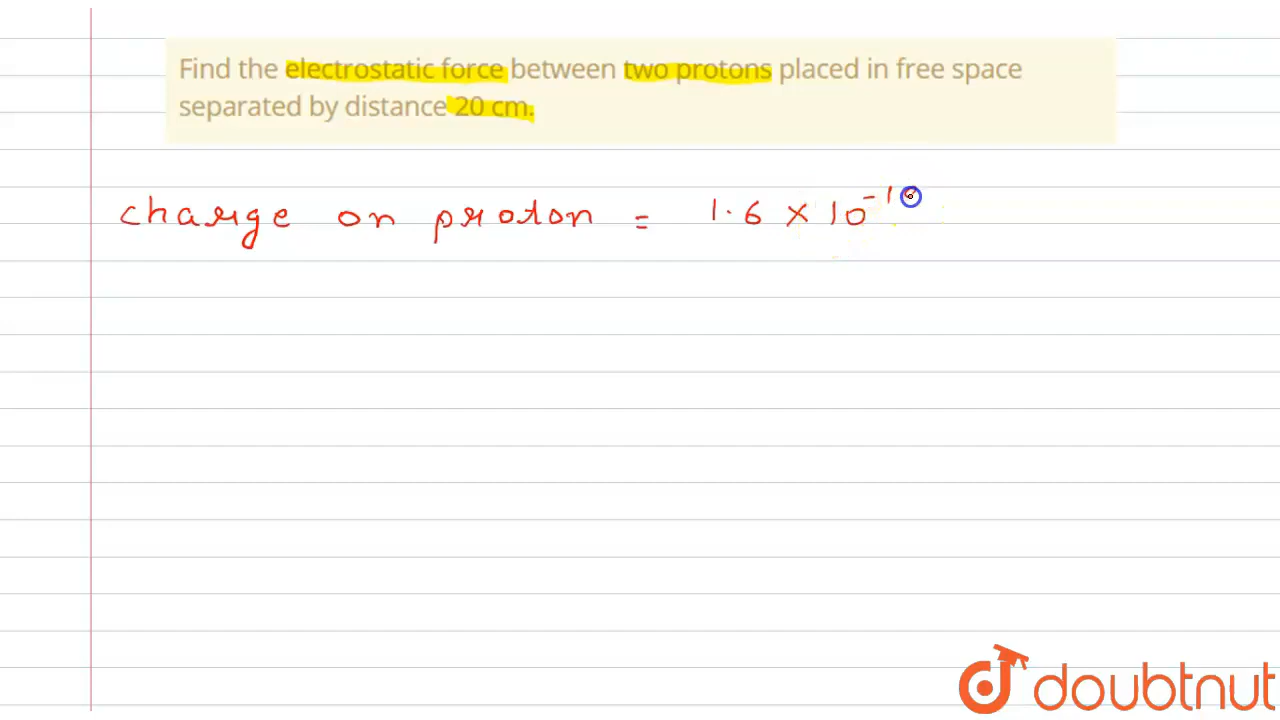 Find the electrostatic force between two protons placed in free space
separated by distance 20 cm.
charge on proton = 1.6 × 10⁻¹
doubtnut